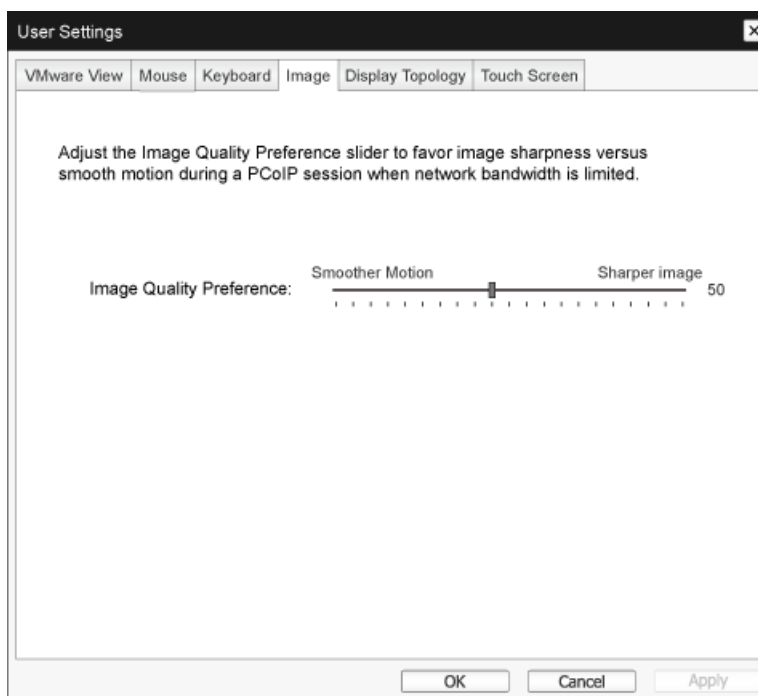 User Settings
VMware View Mouse Keyboard Image Display Topology Touch Screen
Adjust the Image Quality Preference slider to favor image sharpness versus
smooth motion during a PCoIP session when network bandwidth is limited.
Smoother Motion Sharper image
Image Quality Preference: 50
OK Cancel Apply